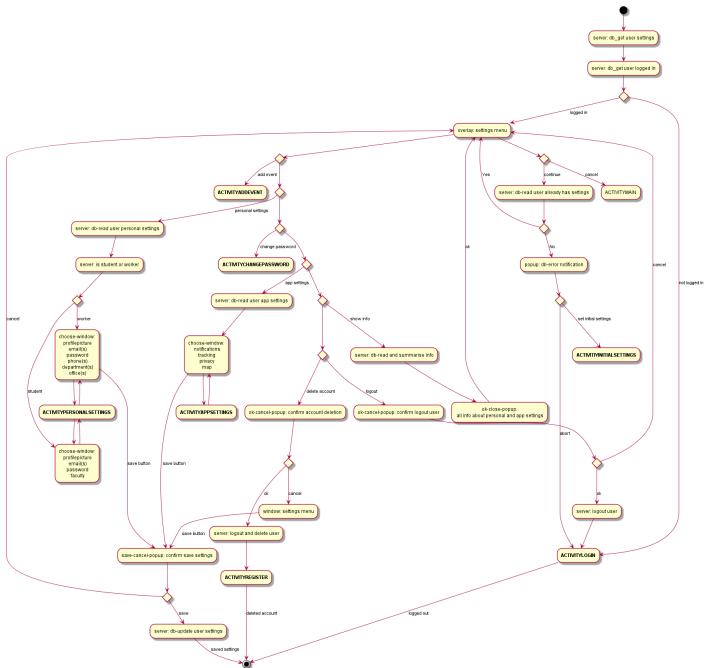 server: db_get user settings
server: db_get user logged in
logged in
overlay: settings menu
add event
continue
cancel
Yes
ACTIVITYADDEVENT
server: db-read user already has settings
ACTIVITYMAIN
personal settings
server: db-read user personal settings
change password
No
cancel
server: is student or worker
ACTIVITYCHANGEPASSWORD
popup: db-error notification
ok
not logged in
app settings
server: db-read user app settings
cancel
worker
show info
set intial settings
choose-window:
profilepicture
email(s)
password
phone(s)
department(s)
office(s)
choose-window:
notifications
tracking
privacy
map
server: db-read and summarise info
ACTIVITYINITIALSETTINGS
student
delete account
logout
ACTIVITYPERSONALSETTINGS
ACTIVITYAPPSETTINGS
ok-cancel-popup: confirm account deletion
ok-cancel-popup: confirm logout user
ok-close-popup:
all info about personal and app settings
abort
choose-window:
profilepicture
email(s)
password
faculty
save button
save button
ok
cancel
ok
window: settings menu
server: logout user
save button
server: logout and delete user
save-cancel-popup: confirm save settings
ACTIVITYLOGIN
ACTIVITYREGISTER
save
deleted account
logged out
server: db-update user settings
saved settings